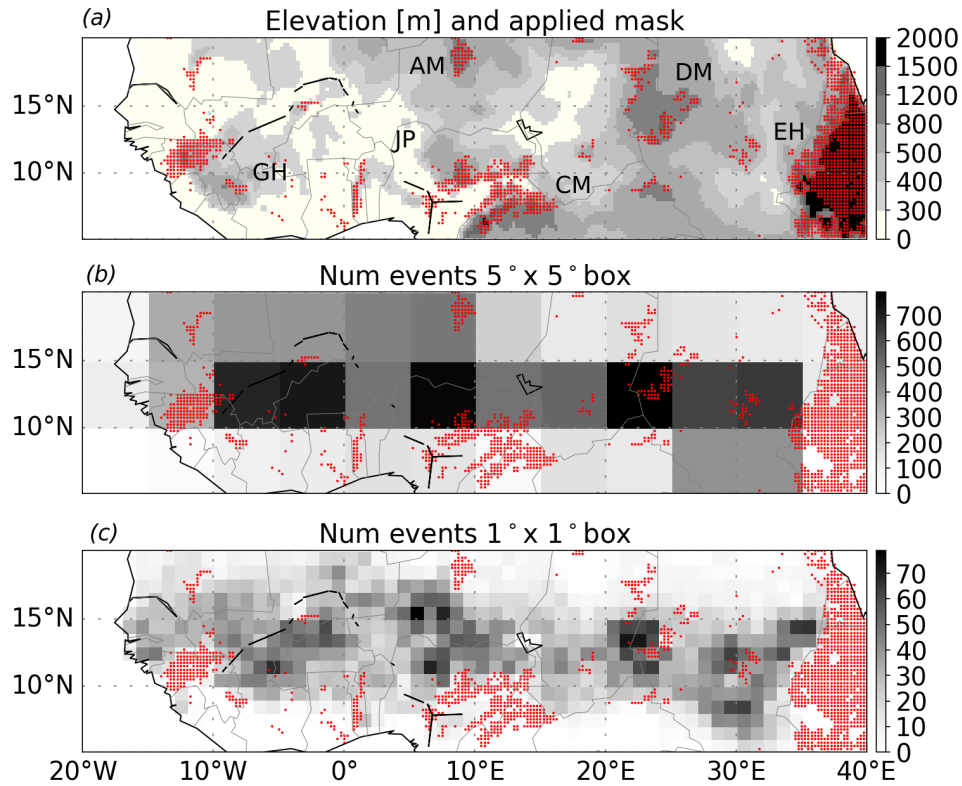 (a)
Elevation [m] and applied mask
15°N
10°N
AM
DM
JP
EH
GH
CM
2000
1500
1200
800
500
400
300
0
(b)
Num events 5°x 5°box
15°N
10°N
700
600
500
400
300
200
100
0
(c)
Num events 1°x 1°box
15°N
10°N
70
60
50
40
30
20
10
0
20°W
10°W
0°
10°E
20°E
30°E
40°E